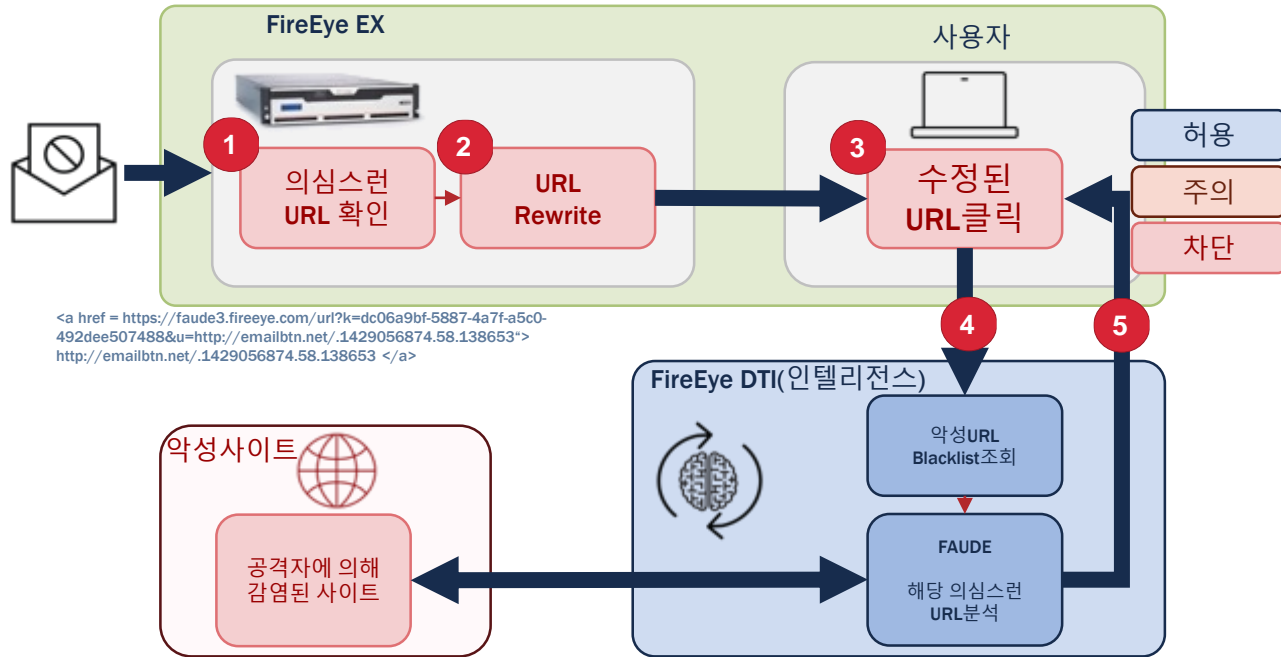 FireEye EX
사용자
1
의심스런
URL 확인
2
URL
Rewrite
3
수정된
URL클릭
허용
주의
차단
<a href = https://faude3.fireeye.com/url?k=dc06a9bf-5887-4a7f-a5c0-
492dee507488&u=http://emailbtn.net/.1429056874.58.138653“>
http://emailbtn.net/.1429056874.58.138653 </a>
4
5
FireEye DTI(인텔리전스)
악성URL
Blacklist조회
FAUDE
해당 의심스런
URL분석
악성사이트
공격자에 의해
감염된 사이트